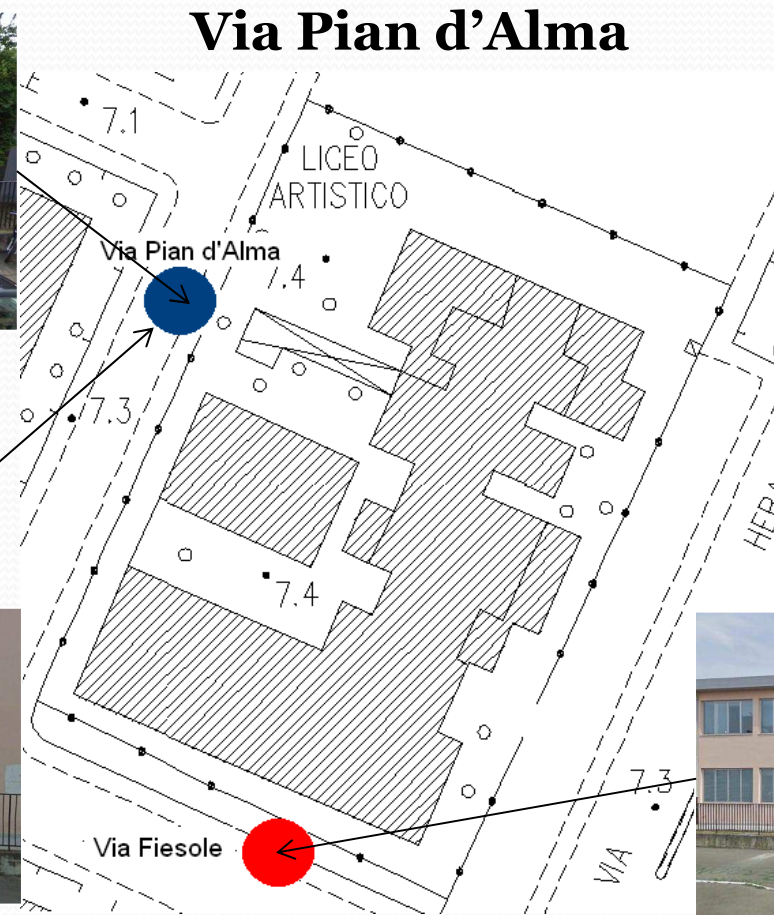 Via Pian d’Alma
7.1
LICEO
ARTISTICO
Via Pian d'Alma
7.4
7.3
7.4
7.3
Via Fiesole
VIA